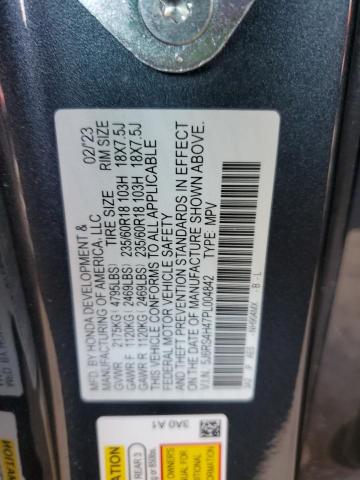 MFD. BY HONDA DEVELOPMENT & 02/'23
MANUFACTURING OF AMERICA, LLC
TIRE SIZE RIM SIZE
GVWR 2175KG( 4795LBS)
GAWR F 1120KG( 2469LBS) 235/60R18 103H 18X7.5J
GAWR R 1120KG( 2469LBS) 235/60R18 103H 18X7.5J
THIS VEHICLE CONFORMS TO ALL APPLICABLE
FEDERAL MOTOR VEHICLE SAFETY
AND THEFT PREVENTION STANDARDS IN EFFECT
ON THE DATE OF MANUFACTURE SHOWN ABOVE.
V.I.N. 5J6RS4H47PL004842 TYPE: MPV
3A0 A1
REAR 3